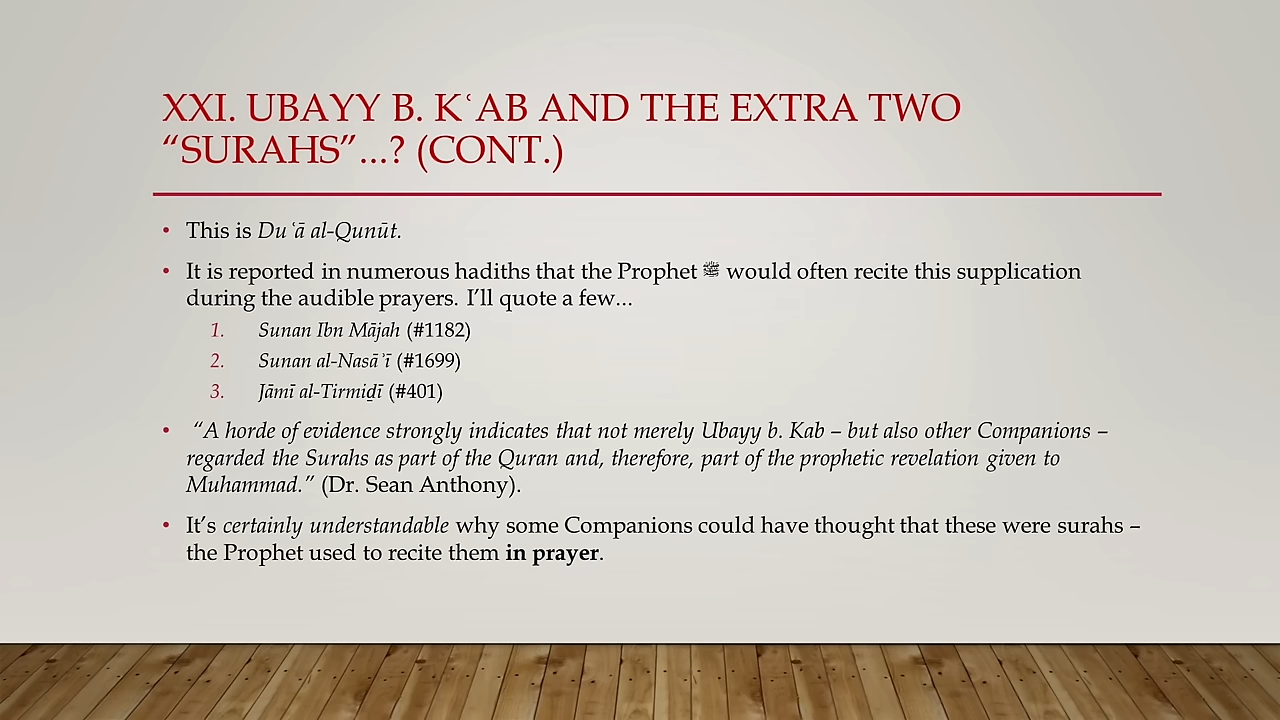 XXI. UBAYY B. KʿAB AND THE EXTRA TWO
“SURAHS”...? (CONT.)
• This is Duʿā al-Qunūt.
• It is reported in numerous hadiths that the Prophet ﷺ would often recite this supplication
during the audible prayers. I’ll quote a few...
1. Sunan Ibn Mājah (#1182)
2. Sunan al-Nasāʾī (#1699)
3. Jāmī al-Tirmiḏī (#401)
• “A horde of evidence strongly indicates that not merely Ubayy b. Kab – but also other Companions –
regarded the Surahs as part of the Quran and, therefore, part of the prophetic revelation given to
Muhammad.” (Dr. Sean Anthony).
• It’s certainly understandable why some Companions could have thought that these were surahs –
the Prophet used to recite them in prayer.